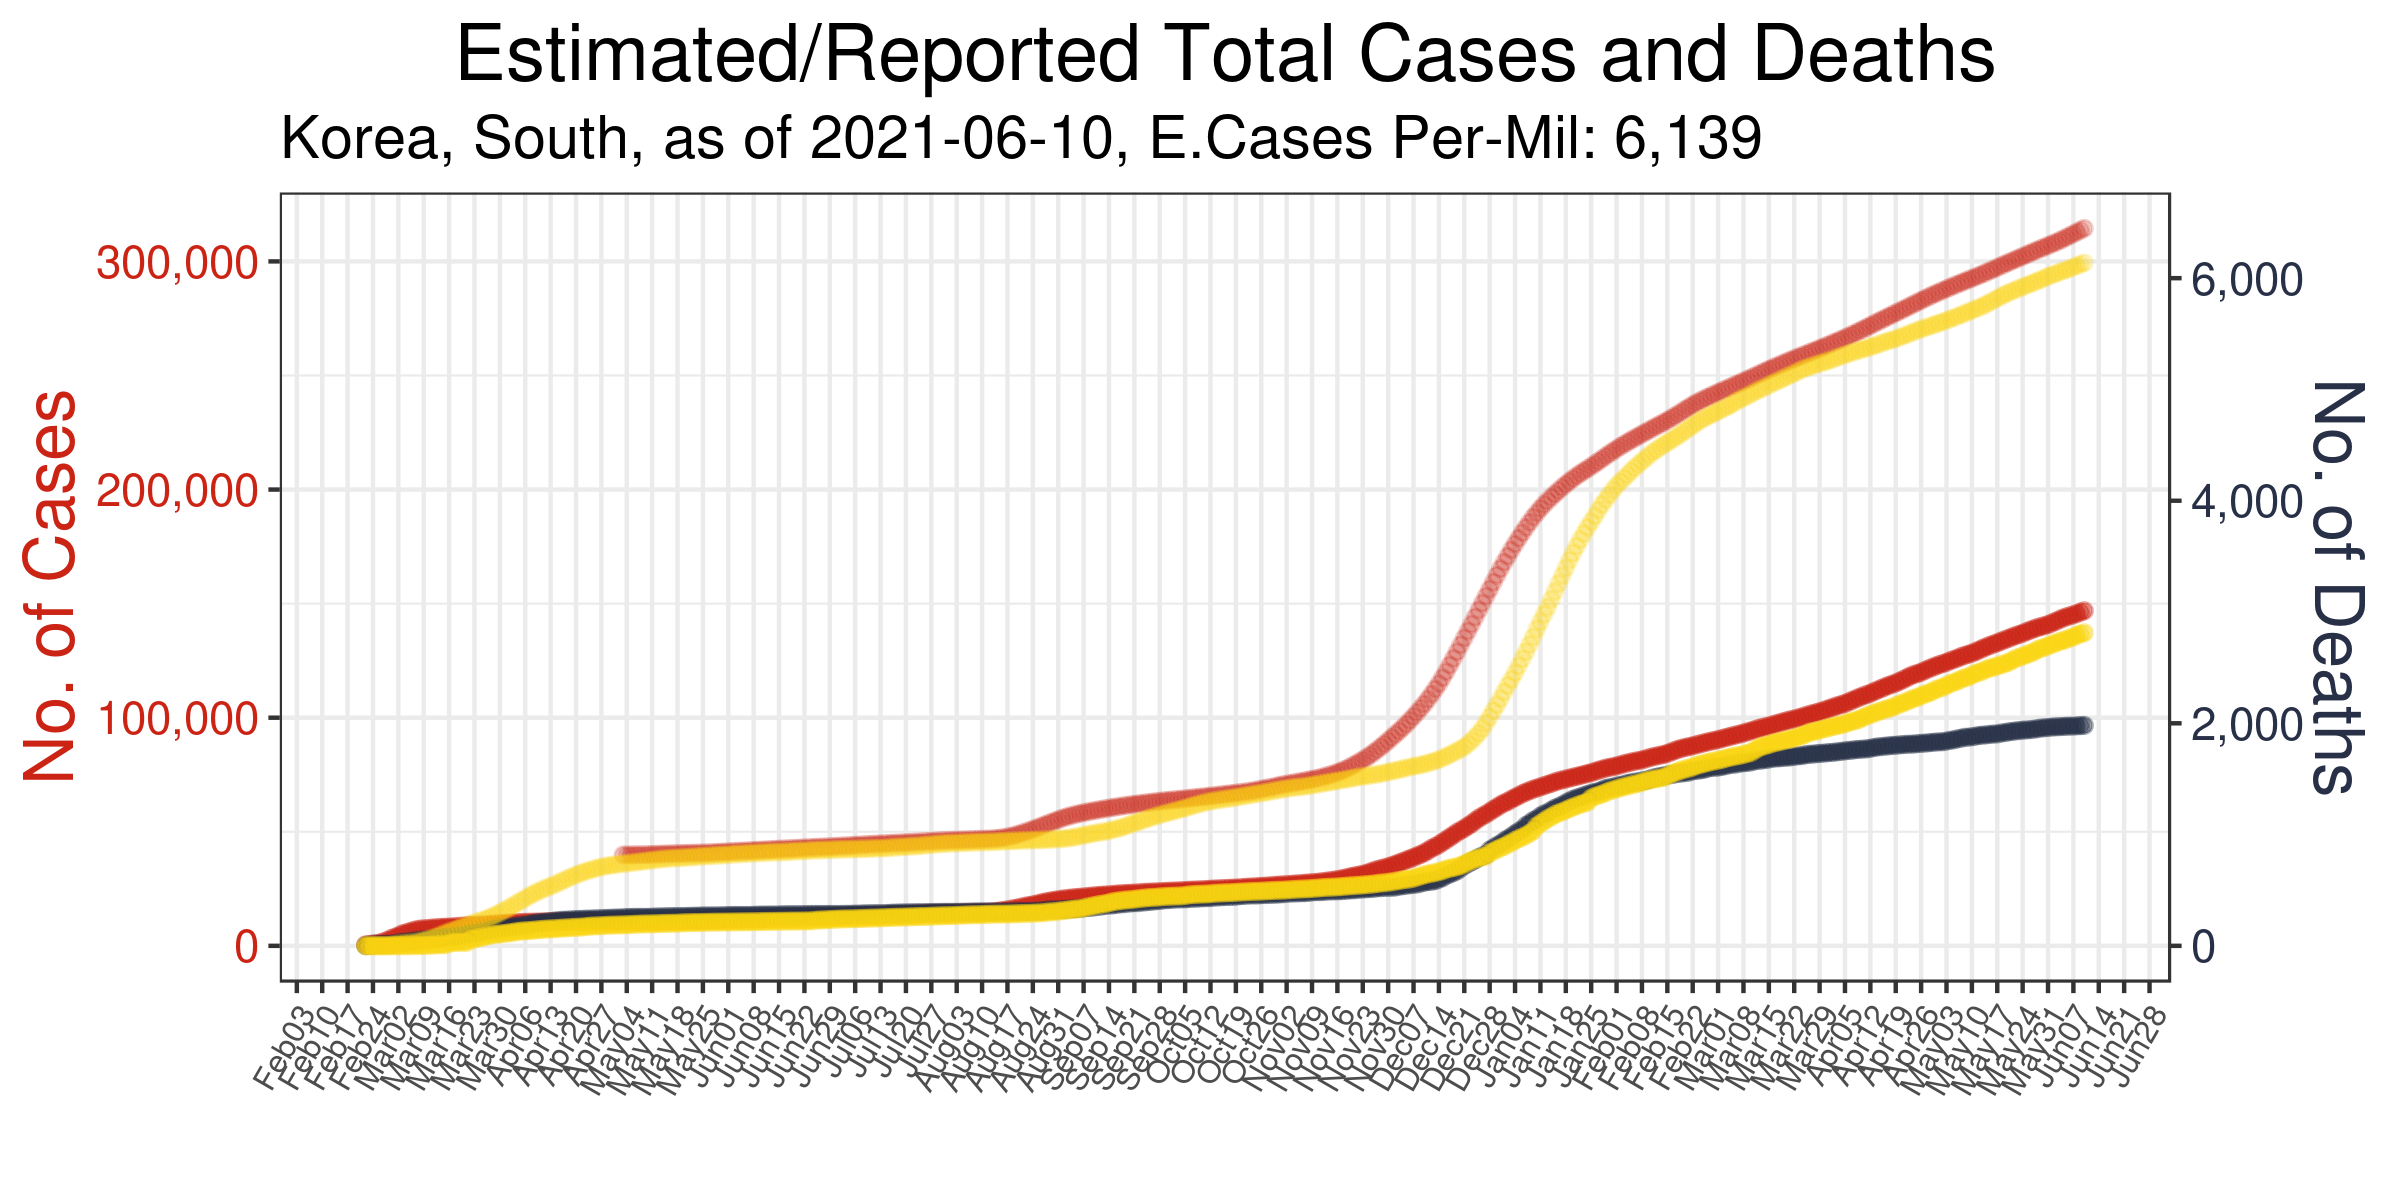 Estimated/Reported Total Cases and Deaths
Korea, South, as of 2021-06-10, E.Cases Per-Mil: 6,139
No. of Cases
300,000
200,000
100,000
0
6,000
4,000
2,000
0
No. of Deaths
Feb03 Feb10 Feb17 Feb24 Mar02 Mar09 Mar16 Mar23 Mar30 Apr06 Apr13 Apr20 Apr27 May04 May11 May18 May25 Jun01 Jun08 Jun15 Jun22 Jun29 Jul06 Jul13 Jul20 Jul27 Aug03 Aug10 Aug17 Aug24 Aug31 Sep07 Sep14 Sep21 Sep28 Oct05 Oct12 Oct19 Oct26 Nov02 Nov09 Nov16 Nov23 Nov30 Dec07 Dec14 Dec21 Dec28 Jan04 Jan11 Jan18 Jan25 Feb01 Feb08 Feb15 Feb22 Mar01 Mar08 Mar15 Mar22 Mar29 Apr05 Apr12 Apr19 Apr26 May03 May10 May17 May24 May31 Jun07 Jun14 Jun21 Jun28